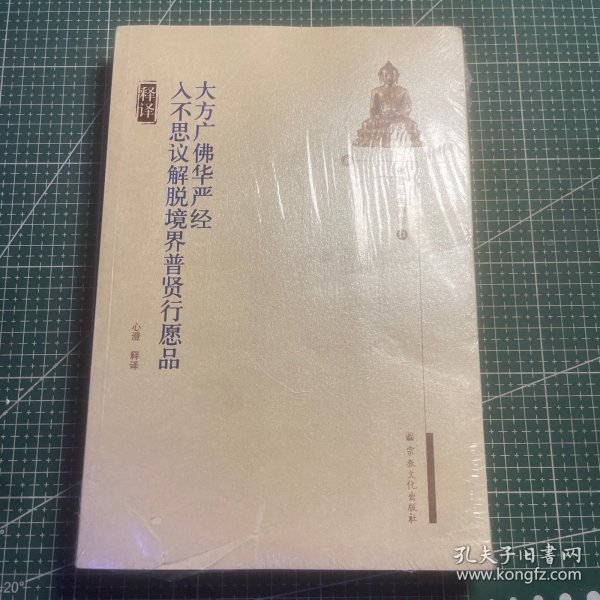 大方广佛华严经
入不思议解脱境界普贤行愿品
释译
心澄 释译
宗教文化出版社
孔夫子旧书网
www.kongfz.com
20°